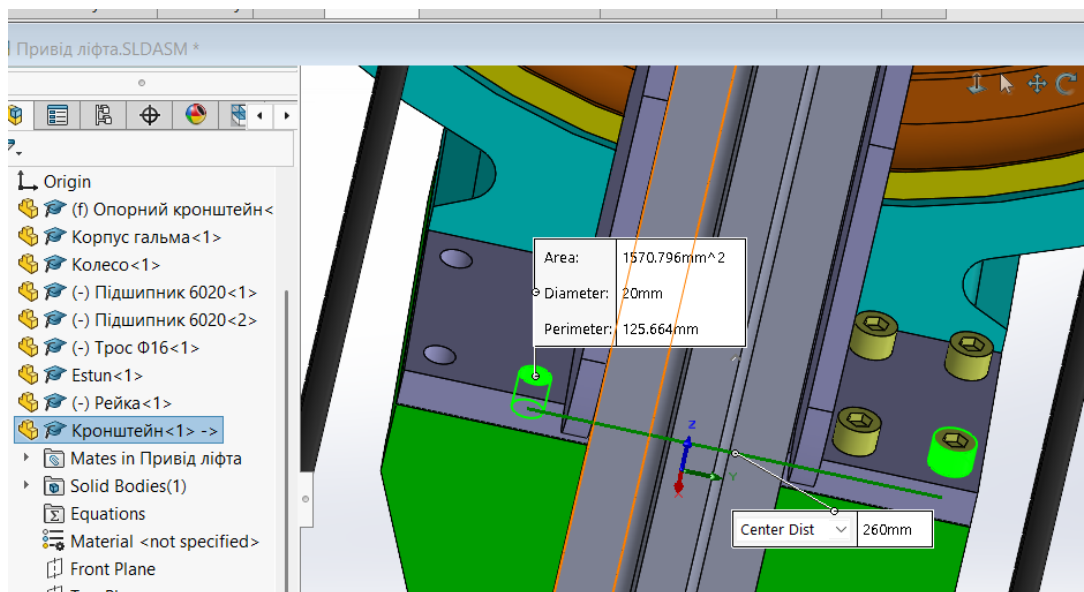 Привід ліфта.SLDASM *
Origin
(f) Опорний кронштейн<
Корпус гальма<1>
Колесо<1>
(-) Підшипник 6020<1>
(-) Підшипник 6020<2>
(-) Трос Ф16<1>
Estun<1>
(-) Рейка<1>
Кронштейн<1> ->
Mates in Привід ліфта
Solid Bodies(1)
Equations
Material <not specified>
Front Plane
Area: 1570.796mm^2
Diameter: 20mm
Perimeter: 125.664mm
Z
Y
X
Center Dist 260mm